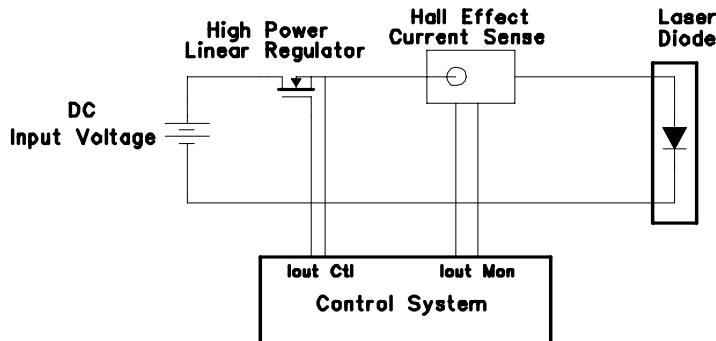 High Power
Linear Regulator
Hall Effect
Current Sense
Laser
Diode
DC
Input Voltage
Iout Ctl
Iout Mon
Control System